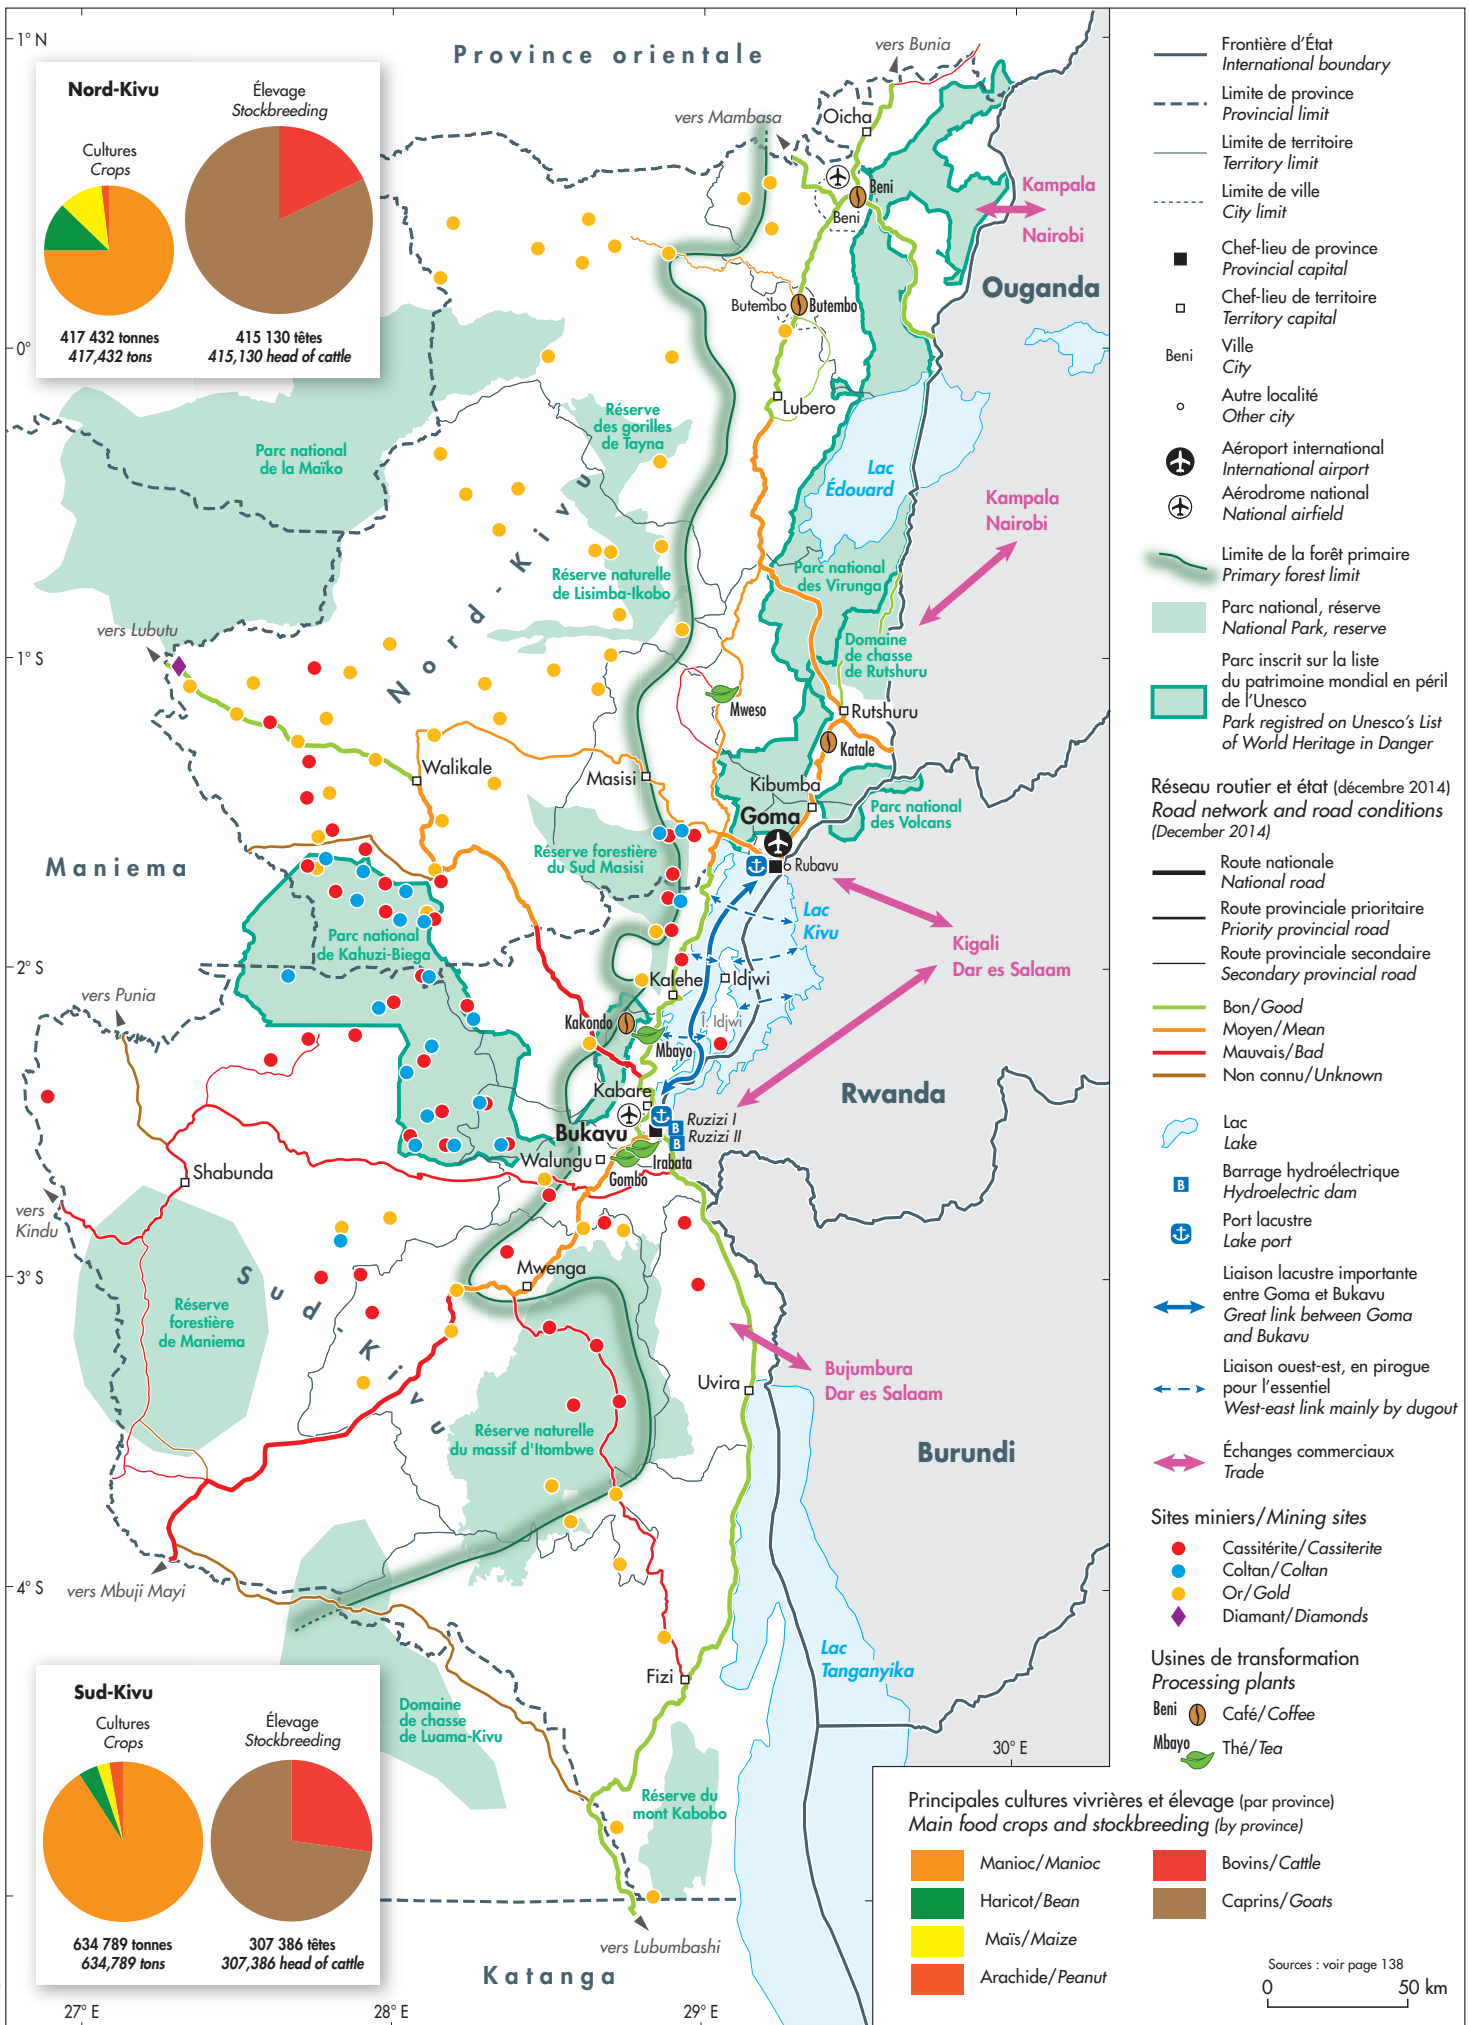 1° N
0°
1° S
2° S
3° S
4° S
27° E
28° E
29° E
30° E
Province orientale
vers Bunia
vers Mambasa
Oicha
Beni
Beni
Kampala
Nairobi
Ouganda
Butembo
Butembo
Lubero
Nord-Kivu
Cultures
Crops
Élevage
Stockbreeding
417 432 tonnes
417,432 tons
415 130 têtes
415,130 head of cattle
Parc national
de la Maïko
Réserve
des gorilles
de Tayna
Lac
Édouard
Kampala
Nairobi
Nord-Kivu
Réserve naturelle
de Lisimba-Ikobo
Parc national
des Virunga
vers Lubutu
Domaine
de chasse
de Rutshuru
Mweso
Rutshuru
Katale
Walikale
Masisi
Kibumba
Goma
Parc national
des Volcans
Maniema
Réserve forestière
du Sud Masisi
Rubavu
Lac
Kivu
Parc national
de Kahuzi-Biega
Kigali
Dar es Salaam
vers Punia
Kalehe
Idjwi
Kakondo
Î. Idjwi
Mbayo
Kabare
Rwanda
Bukavu
Ruzizi I
Ruzizi II
Walungu
Irabata
Gombo
Shabunda
vers
Kindu
Sud-Kivu
Mwenga
Réserve
forestière
de Maniema
Bujumbura
Dar es Salaam
Uvira
Réserve naturelle
du massif d'Itombwe
Burundi
vers Mbuji Mayi
Lac
Tanganyika
Fizi
Domaine
de chasse
de Luama-Kivu
Réserve du
mont Kabobo
Sud-Kivu
Cultures
Crops
Élevage
Stockbreeding
634 789 tonnes
634,789 tons
307 386 têtes
307,386 head of cattle
vers Lubumbashi
Katanga
Frontière d'État
International boundary
Limite de province
Provincial limit
Limite de territoire
Territory limit
Limite de ville
City limit
Chef-lieu de province
Provincial capital
Chef-lieu de territoire
Territory capital
Beni
Ville
City
Autre localité
Other city
Aéroport international
International airport
Aérodrome national
National airfield
Limite de la forêt primaire
Primary forest limit
Parc national, réserve
National Park, reserve
Parc inscrit sur la liste
du patrimoine mondial en péril
de l'Unesco
Park registred on Unesco's List
of World Heritage in Danger
Réseau routier et état (décembre 2014)
Road network and road conditions
(December 2014)
Route nationale
National road
Route provinciale prioritaire
Priority provincial road
Route provinciale secondaire
Secondary provincial road
Bon/Good
Moyen/Mean
Mauvais/Bad
Non connu/Unknown
Lac
Lake
B
B
B
Barrage hydroélectrique
Hydroelectric dam
Port lacustre
Lake port
Liaison lacustre importante
entre Goma et Bukavu
Great link between Goma
and Bukavu
Liaison ouest-est, en pirogue
pour l'essentiel
West-east link mainly by dugout
Échanges commerciaux
Trade
Sites miniers/Mining sites
Cassitérite/Cassiterite
Coltan/Coltan
Or/Gold
Diamant/Diamonds
Usines de transformation
Processing plants
Beni
Café/Coffee
Mbayo
Thé/Tea
Principales cultures vivrières et élevage (par province)
Main food crops and stockbreeding (by province)
Manioc/Manioc
Haricot/Bean
Maïs/Maize
Arachide/Peanut
Bovins/Cattle
Caprins/Goats
Sources : voir page 138
0 50 km